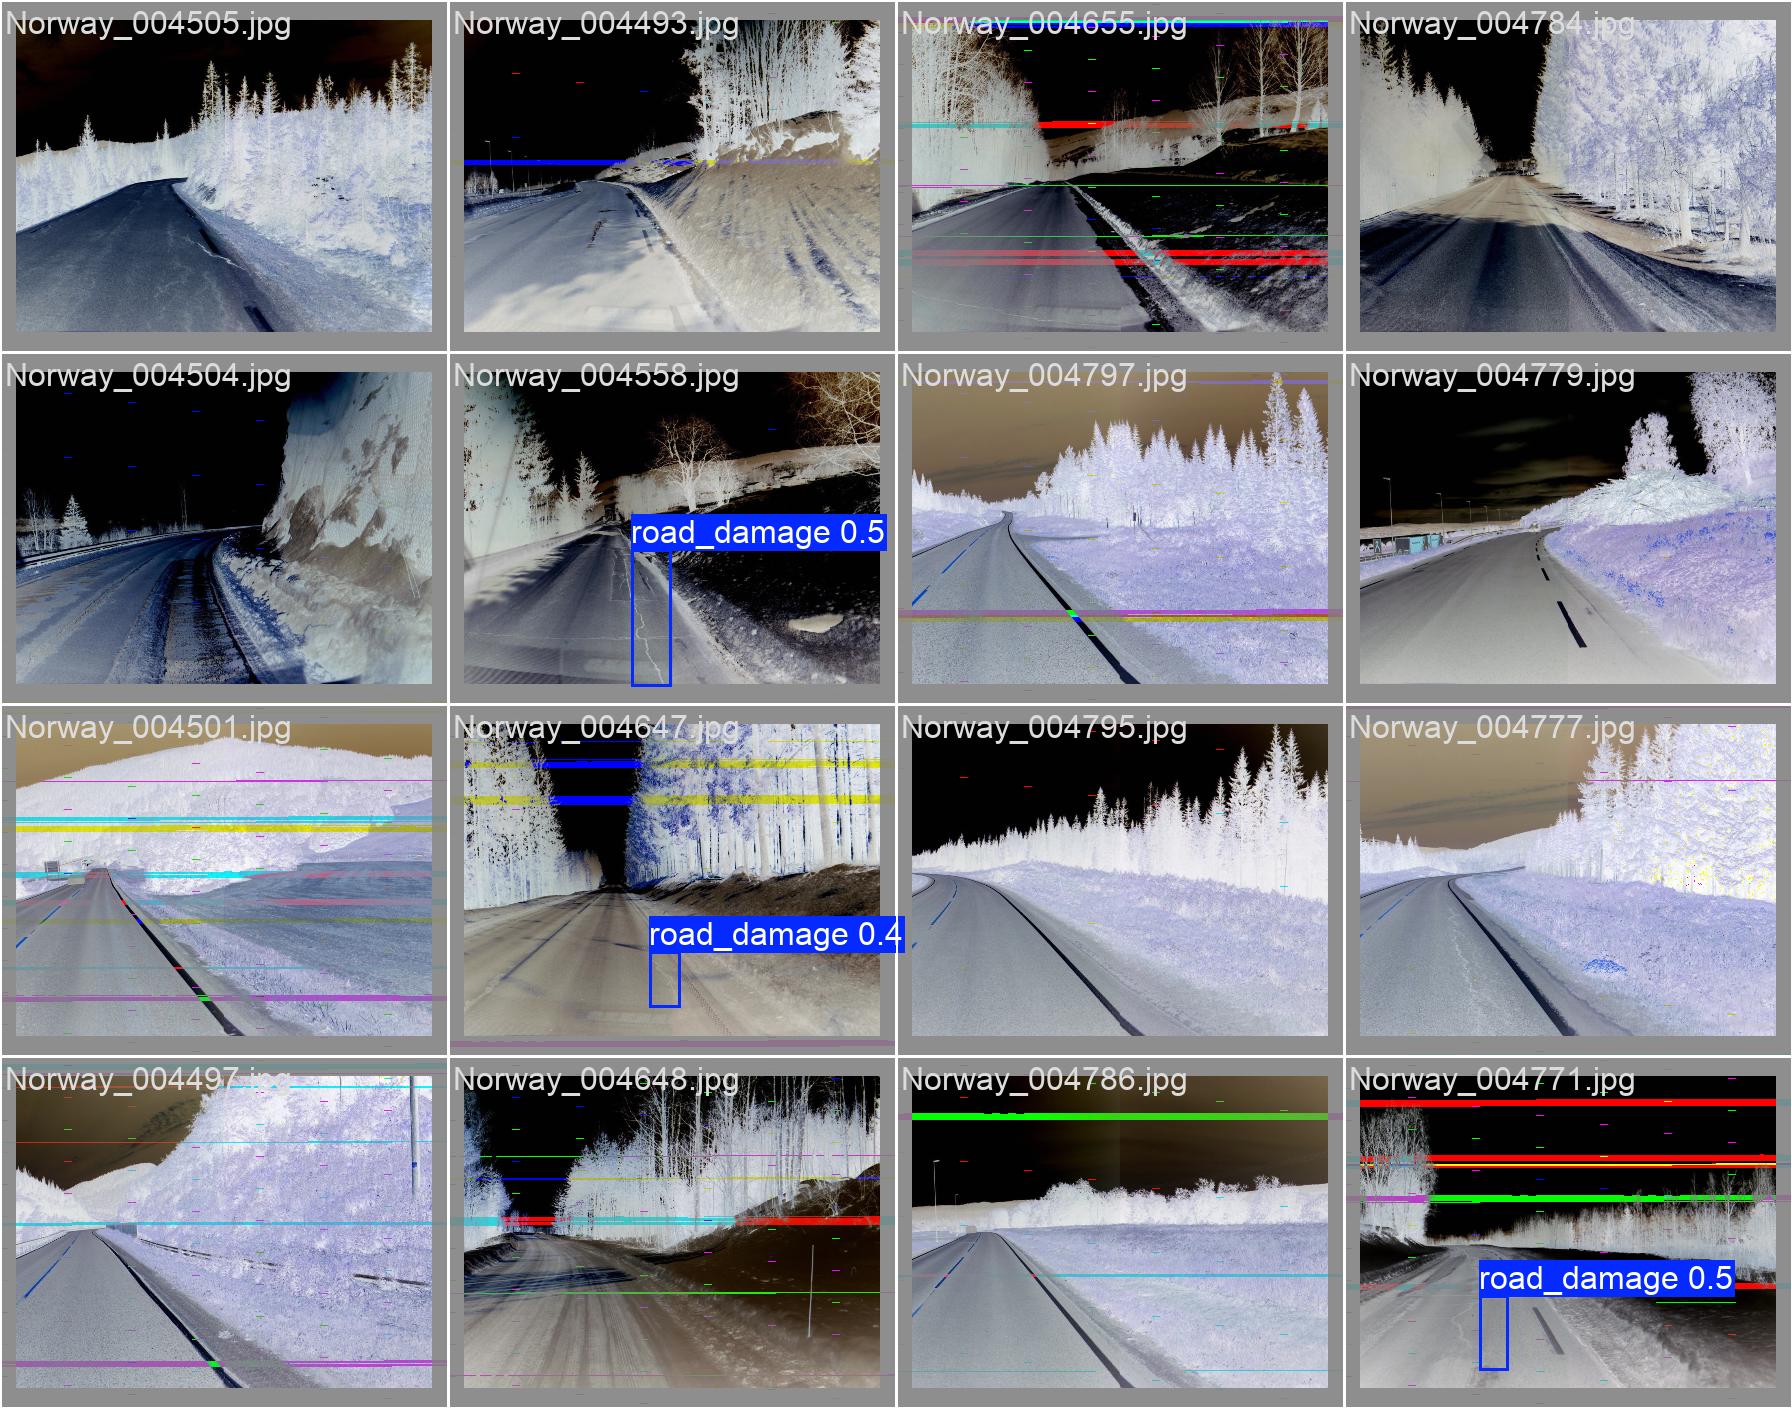 Norway_004505.jpg
Norway_004493.jpg
Norway_004655.jpg
Norway_004784.jpg
Norway_004504.jpg
Norway_004558.jpg
Norway_004797.jpg
Norway_004779.jpg
road_damage 0.5
Norway_004501.jpg
Norway_004647.jpg
Norway_004795.jpg
Norway_004777.jpg
road_damage 0.4
Norway_004497.jpg
Norway_004648.jpg
Norway_004786.jpg
Norway_004771.jpg
road_damage 0.5